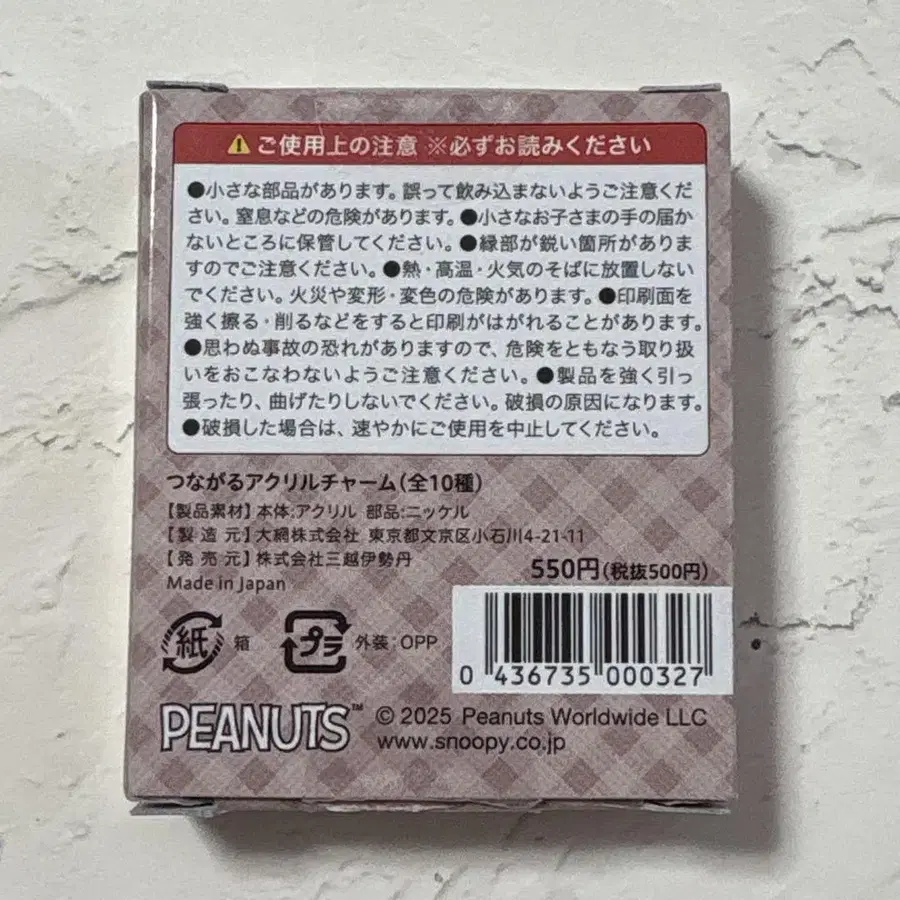 ⚠ ご使用上の注意 ※必ずお読みください
●小さな部品があります。誤って飲み込まないようご注意くだ
さい。窒息などの危険があります。●小さなお子さまの手の届か
ないところに保管してください。●縁部が鋭い箇所がありま
すのでご注意ください。●熱・高温・火気のそばに放置しない
でください。火災や変形・変色の危険があります。●印刷面を
強く擦る・削るなどをすると印刷がはがれることがあります。
●思わぬ事故の恐れがありますので、危険をともなう取り扱
いをおこなわないようご注意ください。●製品を強く引っ
張ったり、曲げたりしないでください。破損の原因になります。
●破損した場合は、速やかにご使用を中止してください。
つながるアクリルチャーム(全10種)
【製品素材】本体:アクリル 部品:ニッケル
【製造元】大網株式会社 東京都文京区小石川4-21-11
【発売元】株式会社三越伊勢丹
550円(税抜500円)
Made in Japan
紙 箱 プラ 外装:OPP
0 436735 000327
PEANUTS™ © 2025 Peanuts Worldwide LLC
www.snoopy.co.jp